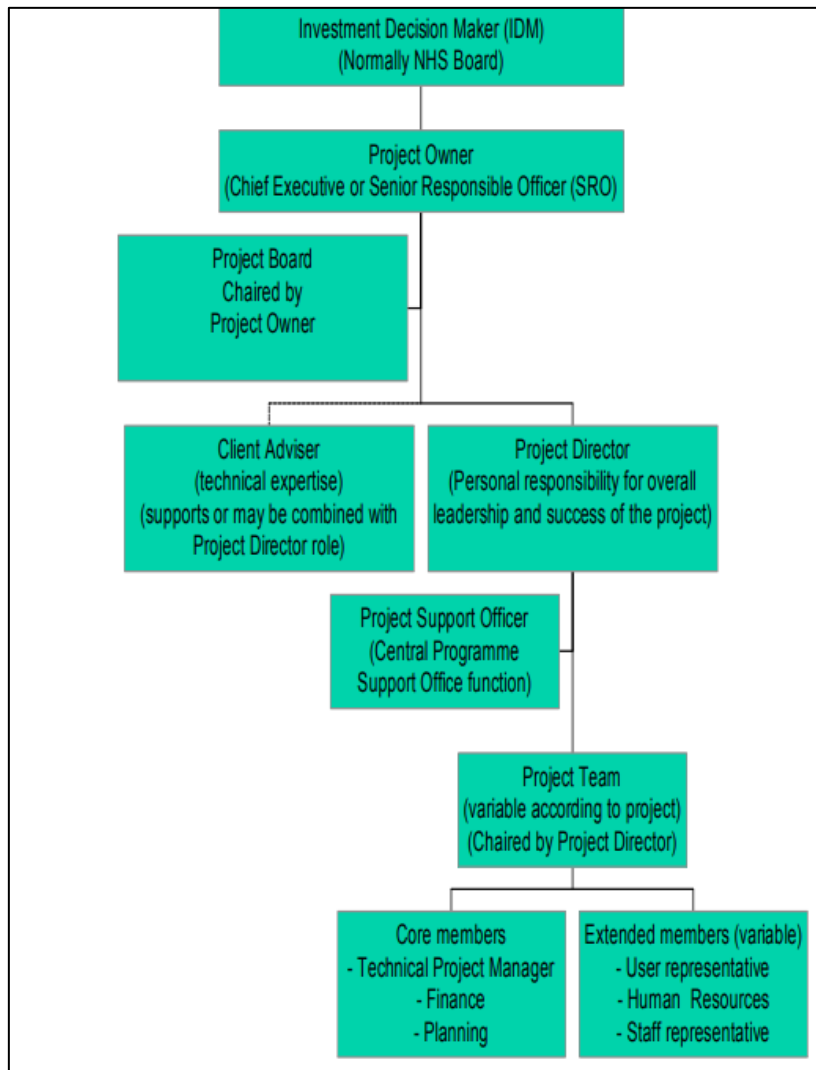 Investment Decision Maker (IDM)
(Normally NHS Board)
Project Owner
(Chief Executive or Senior Responsible Officer (SRO)
Project Board
Chaired by
Project Owner
Client Adviser
(technical expertise)
(supports or may be combined with
Project Director role)
Project Director
(Personal responsibility for overall
leadership and success of the project)
Project Support Officer
(Central Programme
Support Office function)
Project Team
(variable according to project)
(Chaired by Project Director)
Core members
- Technical Project Manager
- Finance
- Planning
Extended members (variable)
- User representative
- Human Resources
- Staff representative